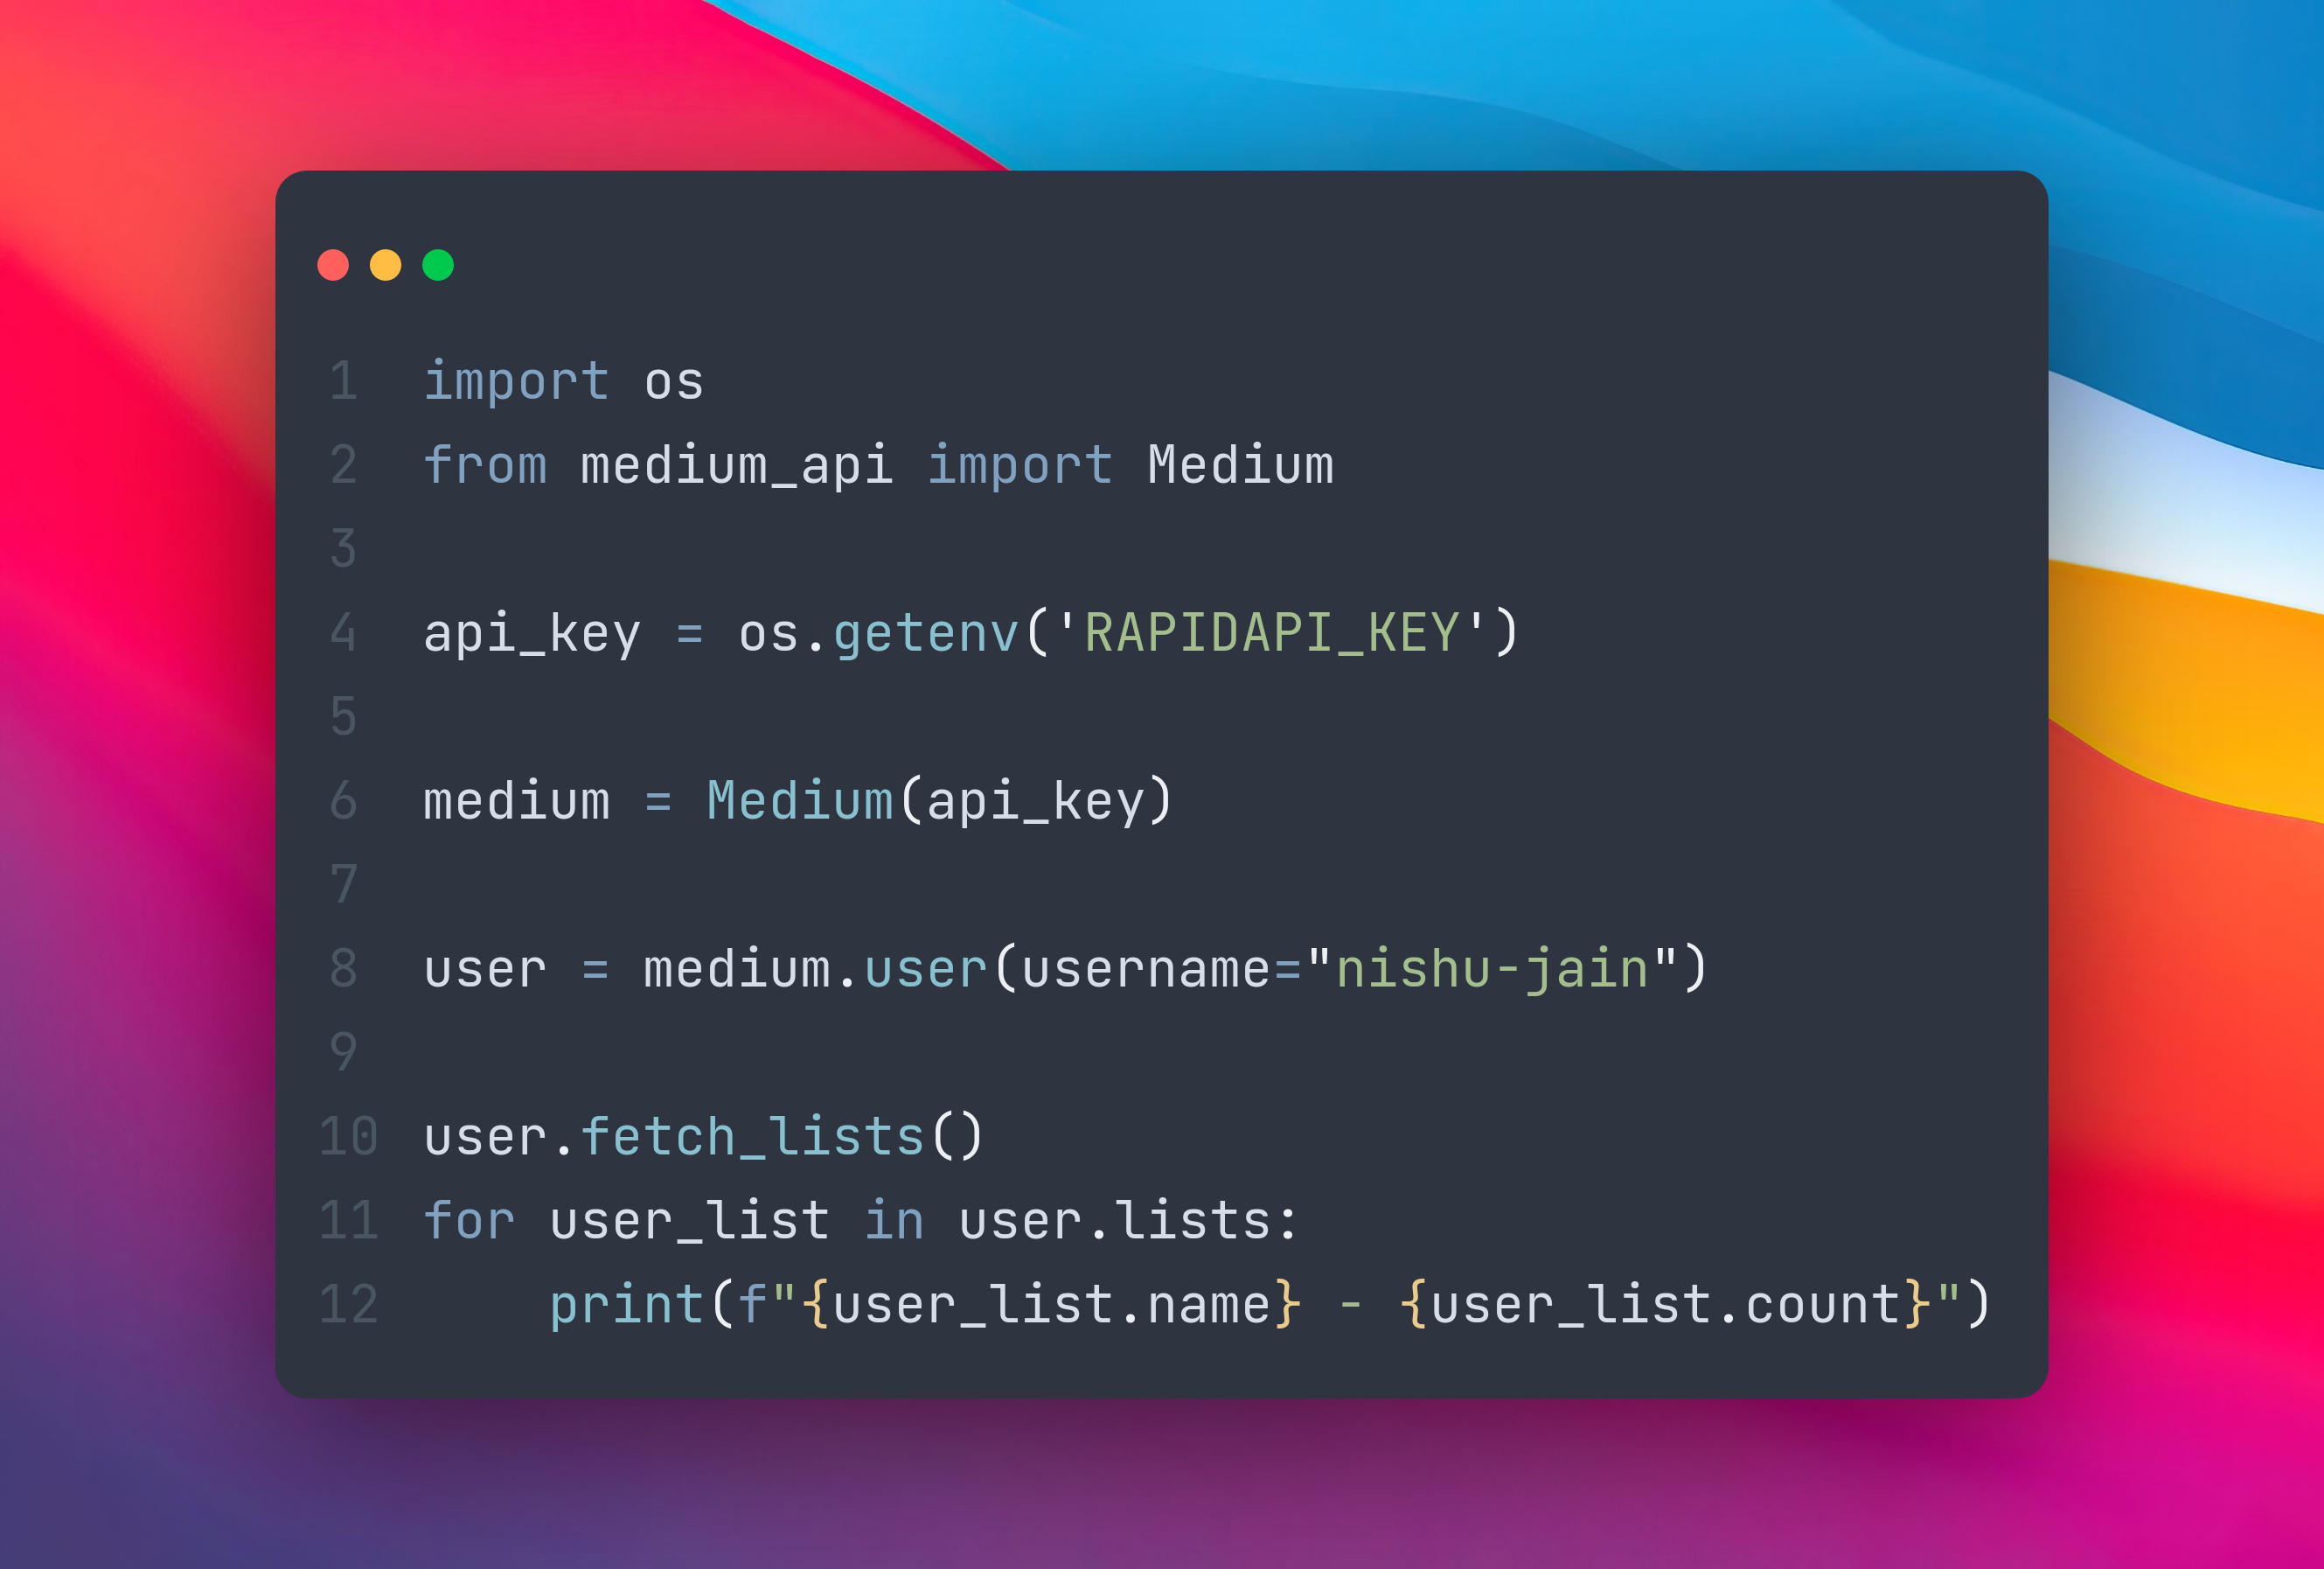 1 import os
2 from medium_api import Medium
3
4 api_key = os.getenv('RAPIDAPI_KEY')
5
6 medium = Medium(api_key)
7
8 user = medium.user(username="nishu-jain")
9
10 user.fetch_lists()
11 for user_list in user.lists:
12     print(f"{user_list.name} - {user_list.count}")